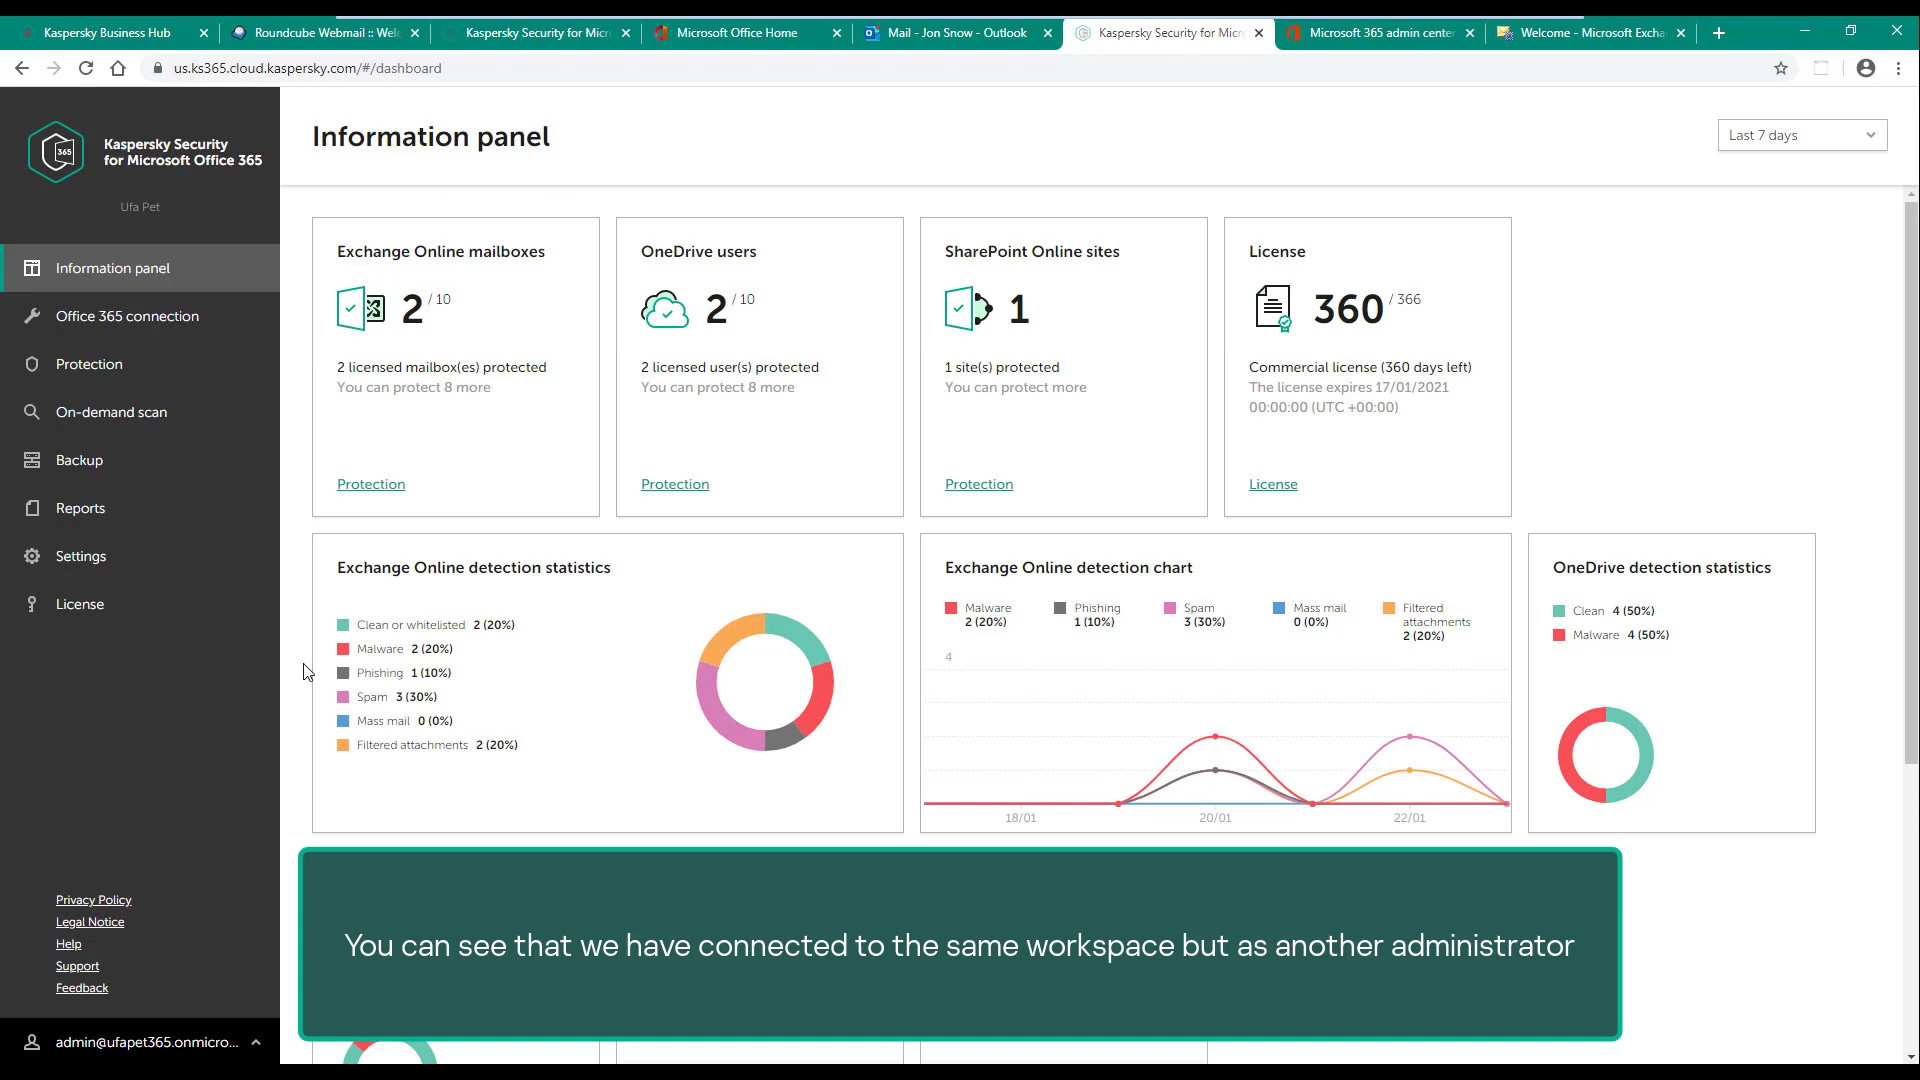 Kaspersky Business Hub
Roundcube Webmail :: Welc
Kaspersky Security for Micr
Microsoft Office Home
Mail - Jon Snow - Outlook
Kaspersky Security for Micr
Microsoft 365 admin center
Welcome - Microsoft Excha
us.ks365.cloud.kaspersky.com/#/dashboard
365
Kaspersky Security
for Microsoft Office 365
Ufa Pet
Information panel
Office 365 connection
Protection
On-demand scan
Backup
Reports
Settings
License
Privacy Policy
Legal Notice
Help
Support
Feedback
admin@ufapet365.onmicro...
Information panel
Last 7 days
Exchange Online mailboxes
2 / 10
2 licensed mailbox(es) protected
You can protect 8 more
Protection
OneDrive users
2 / 10
2 licensed user(s) protected
You can protect 8 more
Protection
SharePoint Online sites
1
1 site(s) protected
You can protect more
Protection
License
360 / 366
Commercial license (360 days left)
The license expires 17/01/2021
00:00:00 (UTC +00:00)
License
Exchange Online detection statistics
Clean or whitelisted 2 (20%)
Malware 2 (20%)
Phishing 1 (10%)
Spam 3 (30%)
Mass mail 0 (0%)
Filtered attachments 2 (20%)
Exchange Online detection chart
Malware
2 (20%)
Phishing
1 (10%)
Spam
3 (30%)
Mass mail
0 (0%)
Filtered
attachments
2 (20%)
4
18/01
20/01
22/01
OneDrive detection statistics
Clean 4 (50%)
Malware 4 (50%)
You can see that we have connected to the same workspace but as another administrator